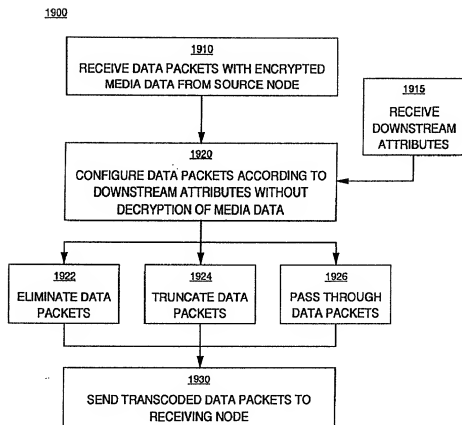 1900
1910
RECEIVE DATA PACKETS WITH ENCRYPTED
MEDIA DATA FROM SOURCE NODE
1915
RECEIVE
DOWNSTREAM
ATTRIBUTES
1920
CONFIGURE DATA PACKETS ACCORDING TO
DOWNSTREAM ATTRIBUTES WITHOUT
DECRYPTION OF MEDIA DATA
1922
ELIMINATE DATA
PACKETS
1924
TRUNCATE DATA
PACKETS
1926
PASS THROUGH
DATA PACKETS
1930
SEND TRANSCODED DATA PACKETS TO
RECEIVING NODE